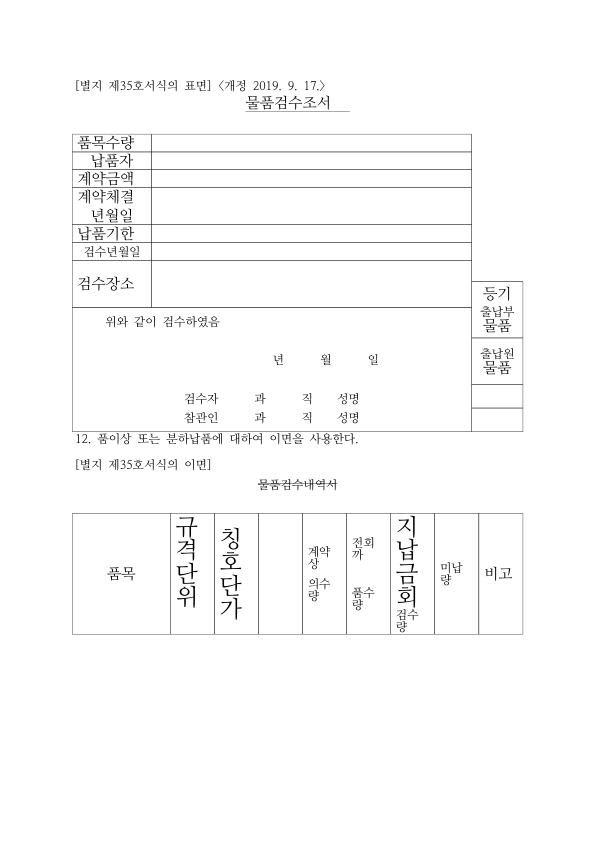 [별지 제35호서식의 표면] <개정 2019. 9. 17.>
물품검수조서
품목수량
납품자
계약금액
계약체결
년월일
납품기한
검수년월일
검수장소
등기
출납부
물품
위와 같이 검수하였음
출납원
물품
년 월 일
검수자 과 직 성명
참관인 과 직 성명
12. 품이상 또는 분하납품에 대하여 이면을 사용한다.
[별지 제35호서식의 이면]
물품검수내역서
품목
규격단위
칭호단가
계약
상
의수
량
전회
까
품수
량
지납금회
검수
량
미납
량
비고